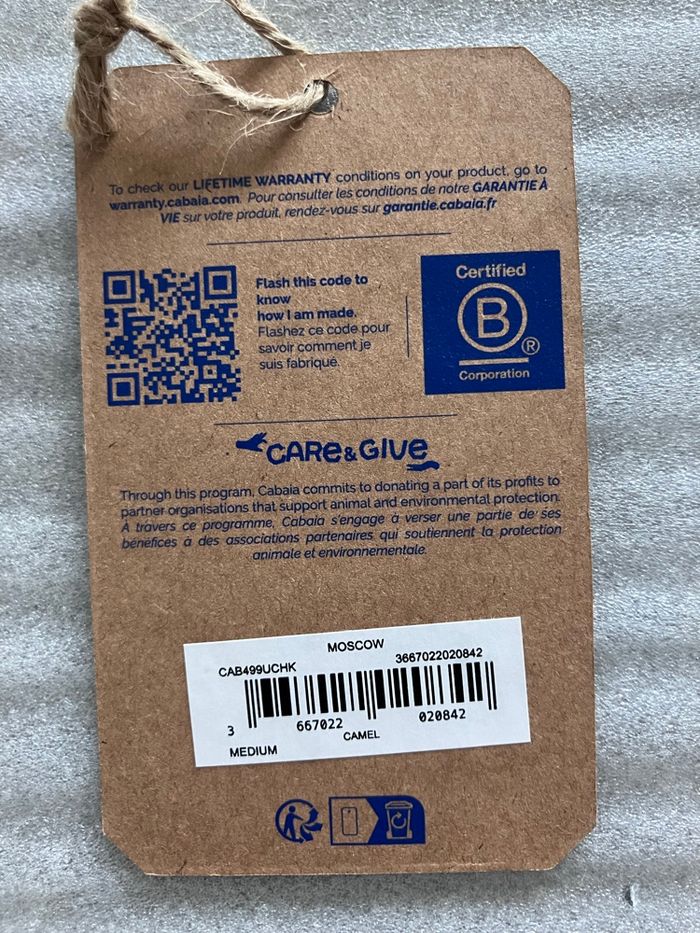 To check our LIFETIME WARRANTY conditions on your product, go to
warranty.cabaia.com. Pour consulter les conditions de notre GARANTIE À
VIE sur votre produit, rendez-vous sur garantie.cabaia.fr
Flash this code to
know
how I am made.
Flashez ce code pour
savoir comment je
suis fabriqué.
Certified
B®
Corporation
CARE & GIVE
Through this program, Cabaia commits to donating a part of its profits to
partner organisations that support animal and environmental protection.
À travers ce programme, Cabaia s'engage à verser une partie de ses
bénéfices à des associations partenaires qui soutiennent la protection
animale et environnementale.
MOSCOW
CAB499UCHK 3667022020842
3 667022 020842
MEDIUM CAMEL